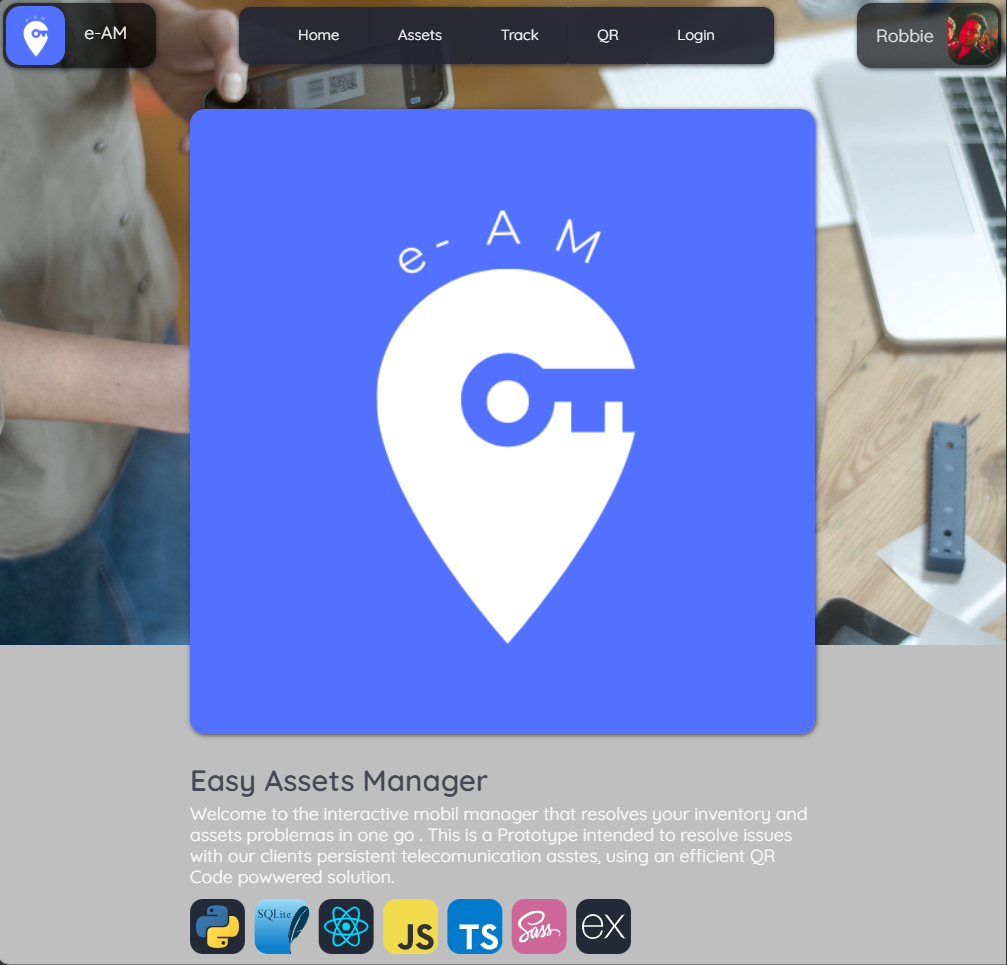 e-AM
e-AM
Home
Assets
Track
QR
Login
Robbie
e- A M
Easy Assets Manager
Welcome to the interactive mobil manager that resolves your inventory and
assets problemas in one go . This is a Prototype intended to resolve issues
with our clients persistent telecomunication asstes, using an efficient QR
Code powwered solution.
SQLite
JS
TS
Sass
ex